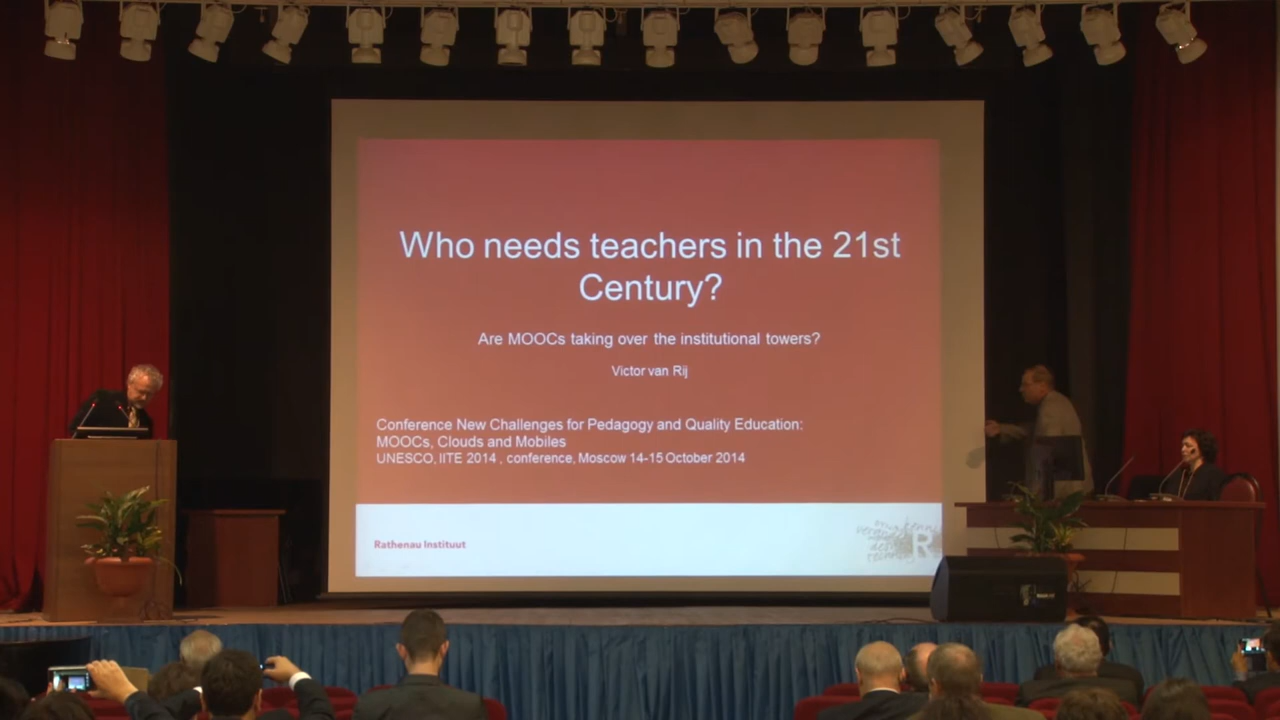 Who needs teachers in the 21st
Century?
Are MOOCs taking over the institutional towers?
Victor van Rij
Conference New Challenges for Pedagogy and Quality Education:
MOOCs, Clouds and Mobiles
UNESCO, IITE 2014 , conference, Moscow 14-15 October 2014
Rathenau Instituut
R